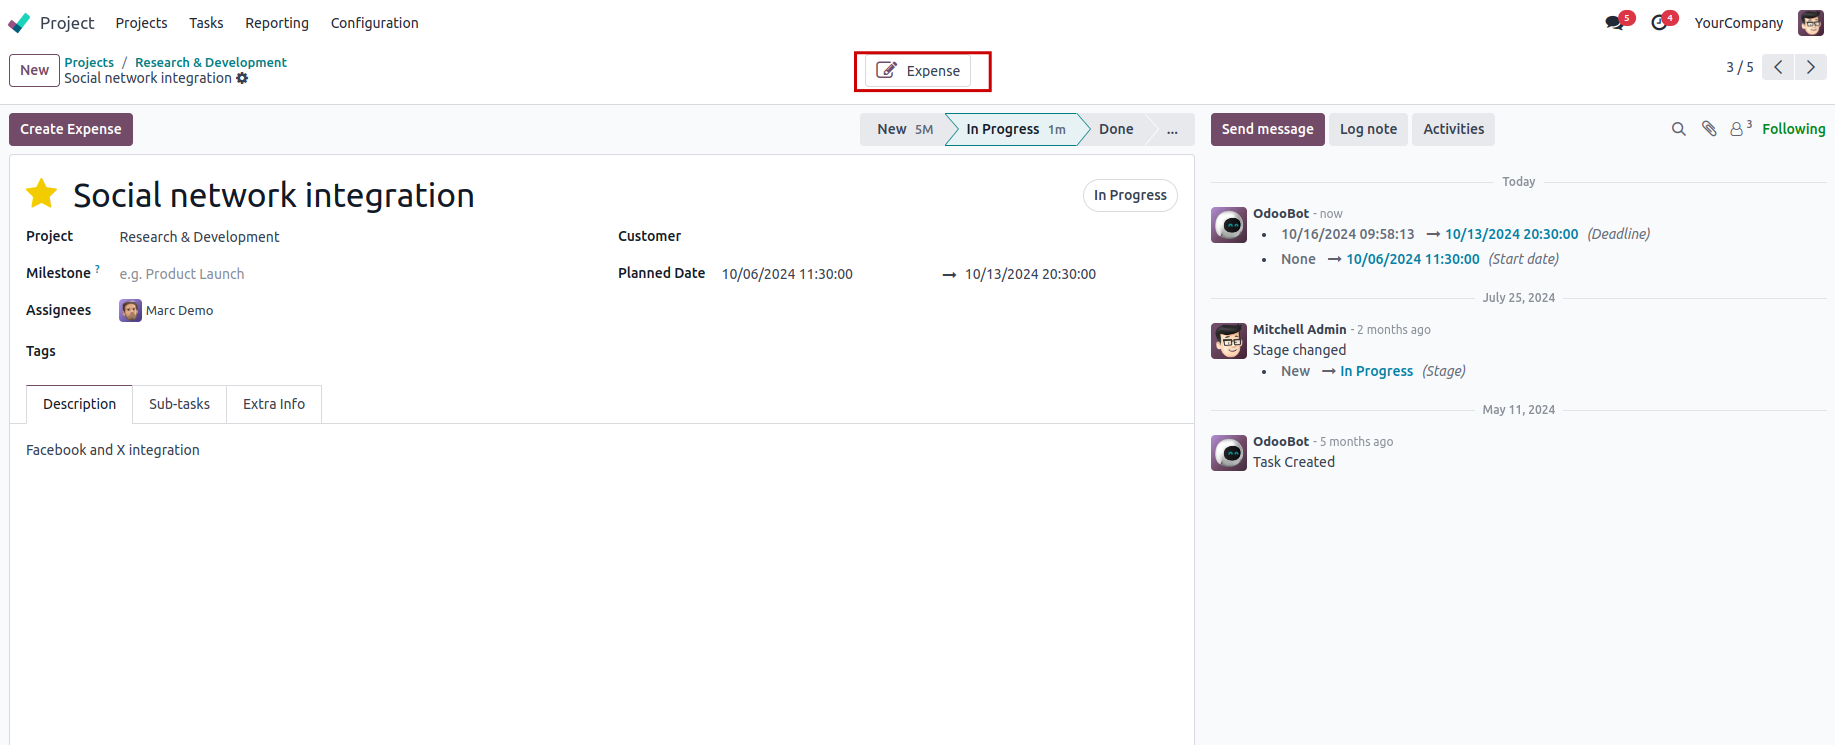 Project Projects Tasks Reporting Configuration 5 4 YourCompany
New Projects / Research & Development
Social network integration
Expense
3 / 5
Create Expense New 5M In Progress 1m Done ...
Send message Log note Activities 3 Following
Social network integration
In Progress
Project Research & Development
Customer
Milestone ? e.g. Product Launch
Planned Date 10/06/2024 11:30:00 → 10/13/2024 20:30:00
Assignees Marc Demo
Tags
Description Sub-tasks Extra Info
Facebook and X integration
Today
OdooBot - now
• 10/16/2024 09:58:13 → 10/13/2024 20:30:00 (Deadline)
• None → 10/06/2024 11:30:00 (Start date)
July 25, 2024
Mitchell Admin - 2 months ago
Stage changed
• New → In Progress (Stage)
May 11, 2024
OdooBot - 5 months ago
Task Created